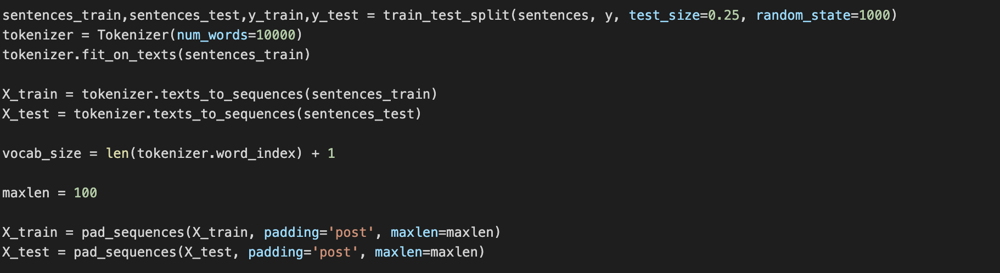 sentences_train,sentences_test,y_train,y_test = train_test_split(sentences, y, test_size=0.25, random_state=1000)
tokenizer = Tokenizer(num_words=10000)
tokenizer.fit_on_texts(sentences_train)
X_train = tokenizer.texts_to_sequences(sentences_train)
X_test = tokenizer.texts_to_sequences(sentences_test)
vocab_size = len(tokenizer.word_index) + 1
maxlen = 100
X_train = pad_sequences(X_train, padding='post', maxlen=maxlen)
X_test = pad_sequences(X_test, padding='post', maxlen=maxlen)